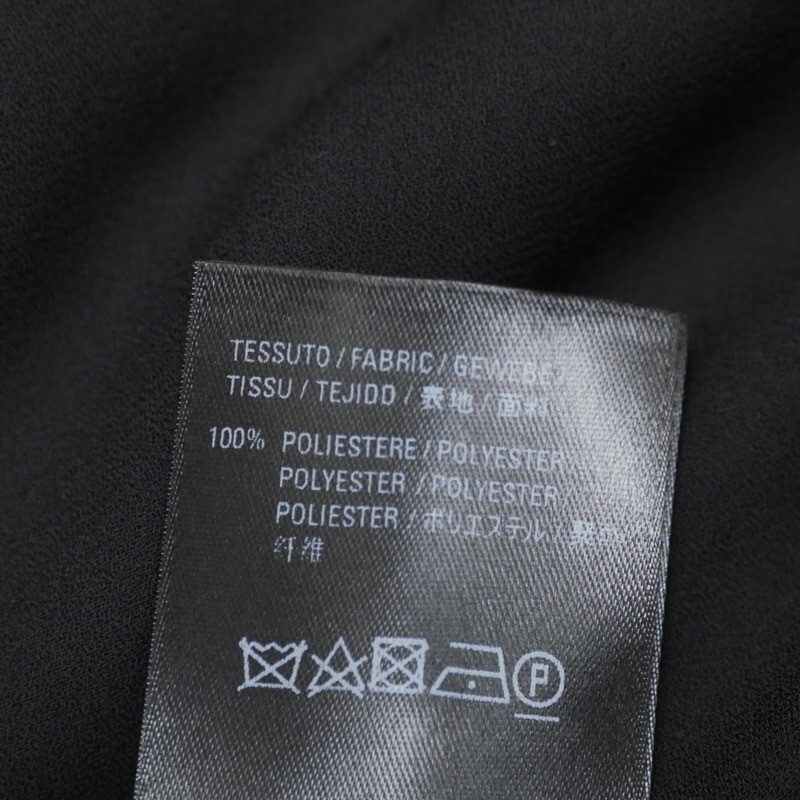 TESSUTO / FABRIC / GEWEBE /
TISSU / TEJIDO / 表地 / 面料
100% POLIESTERE / POLYESTER
POLYESTER / POLYESTER /
POLIESTER / ポリエステル /
纤维
P